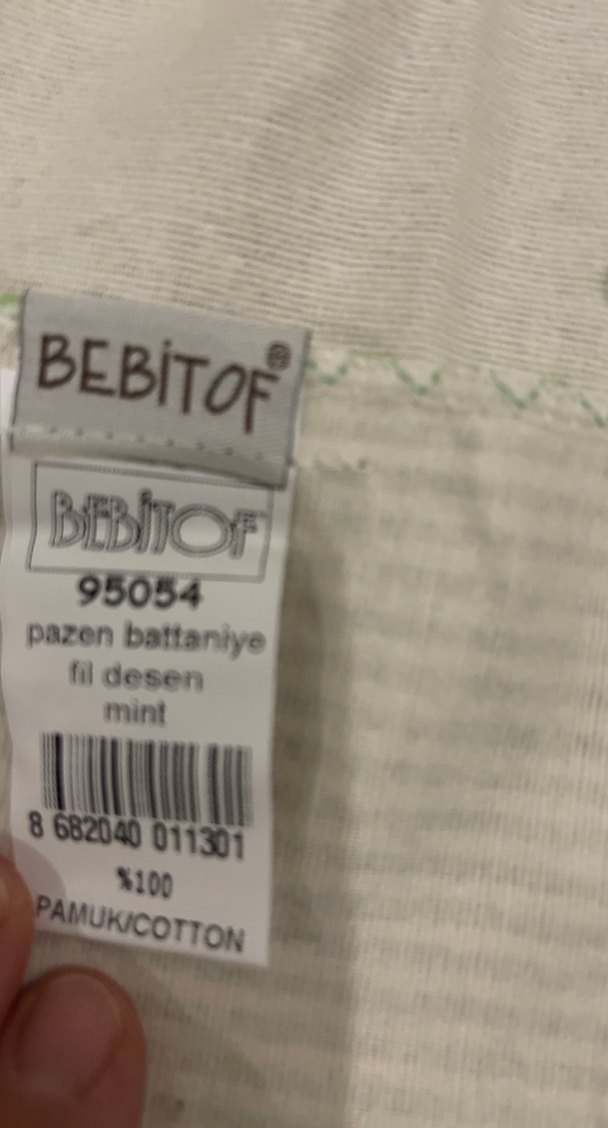 BEBİTOF®
BEBİTOF
95054
pazen battaniye
fil desen
mint
8 682040 011301
%100
PAMUK/COTTON